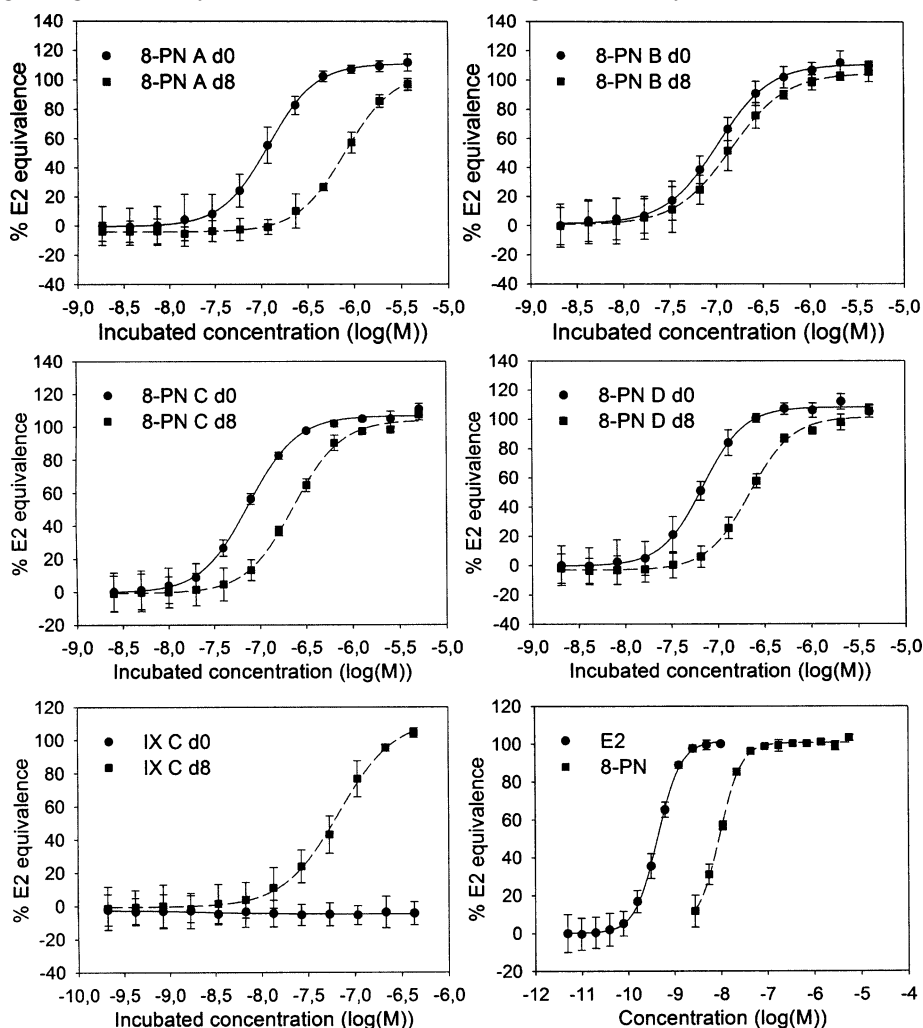 8-PN A d0
8-PN A d8
% E2 equivalence
140
120
100
80
60
40
20
0
-20
-40
-9,0 -8,5 -8,0 -7,5 -7,0 -6,5 -6,0 -5,5 -5,0
Incubated concentration (log(M))
8-PN B d0
8-PN B d8
% E2 equivalence
140
120
100
80
60
40
20
0
-20
-40
-9,0 -8,5 -8,0 -7,5 -7,0 -6,5 -6,0 -5,5 -5,0
Incubated concentration (log(M))
8-PN C d0
8-PN C d8
% E2 equivalence
140
120
100
80
60
40
20
0
-20
-9,0 -8,5 -8,0 -7,5 -7,0 -6,5 -6,0 -5,5 -5,0
Incubated concentration (log(M))
8-PN D d0
8-PN D d8
% E2 equivalence
140
120
100
80
60
40
20
0
-20
-40
-9,0 -8,5 -8,0 -7,5 -7,0 -6,5 -6,0 -5,5 -5,0
Incubated concentration (log(M))
IX C d0
IX C d8
% E2 equivalence
120
100
80
60
40
20
0
-20
-40
-10,0 -9,5 -9,0 -8,5 -8,0 -7,5 -7,0 -6,5 -6,0
Incubated concentration (log(M))
E2
8-PN
% E2 equivalence
120
100
80
60
40
20
0
-20
-12 -11 -10 -9 -8 -7 -6 -5 -4
Concentration (log(M))